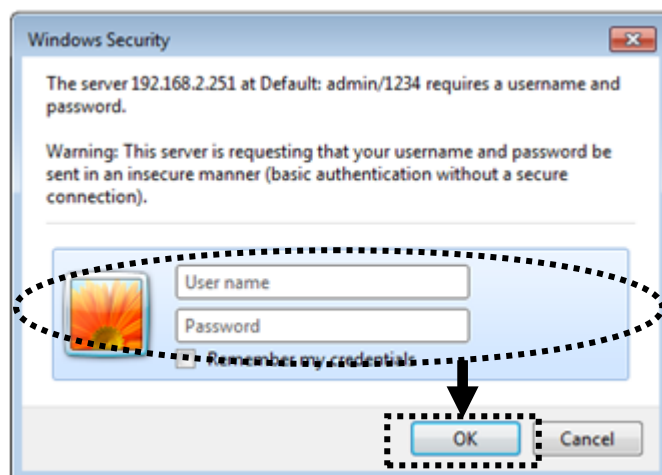 Windows Security
The server 192.168.2.251 at Default: admin/1234 requires a username and
password.
Warning: This server is requesting that your username and password be
sent in an insecure manner (basic authentication without a secure
connection).
User name
Password
Remember my credentials
OK
Cancel